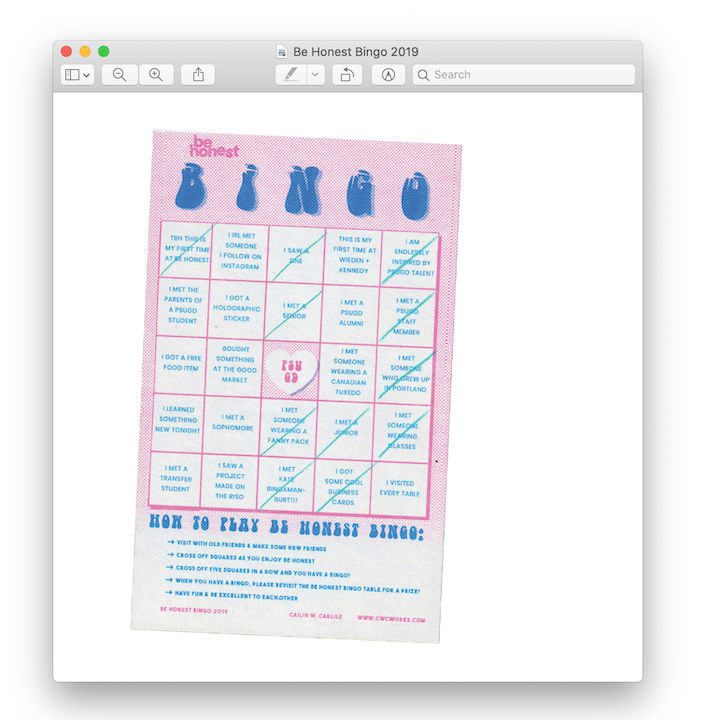 Be Honest Bingo 2019
Search
be
honest
BINGO
TBH THIS IS
MY FIRST TIME
AT BE HONEST
I IRL MET
SOMEONE
I FOLLOW ON
INSTAGRAM
I SAW A
ZINE
THIS IS MY
FIRST TIME AT
WIEDEN +
KENNEDY
I AM
ENDLESSLY
INSPIRED BY
PSUGD TALENT
I MET THE
PARENTS OF
A PSUGD
STUDENT
I GOT A
HOLOGRAPHIC
STICKER
I MET A
SENIOR
I MET A
PSUGD
ALUMNI
I MET A
PSUGD
STAFF
MEMBER
I GOT A FREE
FOOD ITEM
BOUGHT
SOMETHING
AT THE GOOD
MARKET
PSU
GD
I MET
SOMEONE
WEARING A
CANADIAN
TUXEDO
I MET
SOMEONE
WHO GREW UP
IN PORTLAND
I LEARNED
SOMETHING
NEW TONIGHT
I MET A
SOPHOMORE
I MET
SOMEONE
WEARING A
FANNY PACK
I MET A
JUNIOR
I MET
SOMEONE
WEARING
GLASSES
I MET A
TRANSFER
STUDENT
I SAW A
PROJECT
MADE ON
THE RISO
I MET
KATE
BINGAMAN-
BURT!!!
I GOT
SOME COOL
BUSINESS
CARDS
I VISITED
EVERY TABLE
HOW TO PLAY BE HONEST BINGO:
→ VISIT WITH OLD FRIENDS & MAKE SOME NEW FRIENDS
→ CROSS OFF SQUARES AS YOU ENJOY BE HONEST
→ CROSS OFF FIVE SQUARES IN A ROW AND YOU HAVE A BINGO!
→ WHEN YOU HAVE A BINGO, PLEASE REVISIT THE BE HONEST BINGO TABLE FOR A PRIZE!
→ HAVE FUN & BE EXCELLENT TO EACH OTHER
BE HONEST BINGO 2019 CAILIN W. CARLILE WWW.CWCWORKS.COM